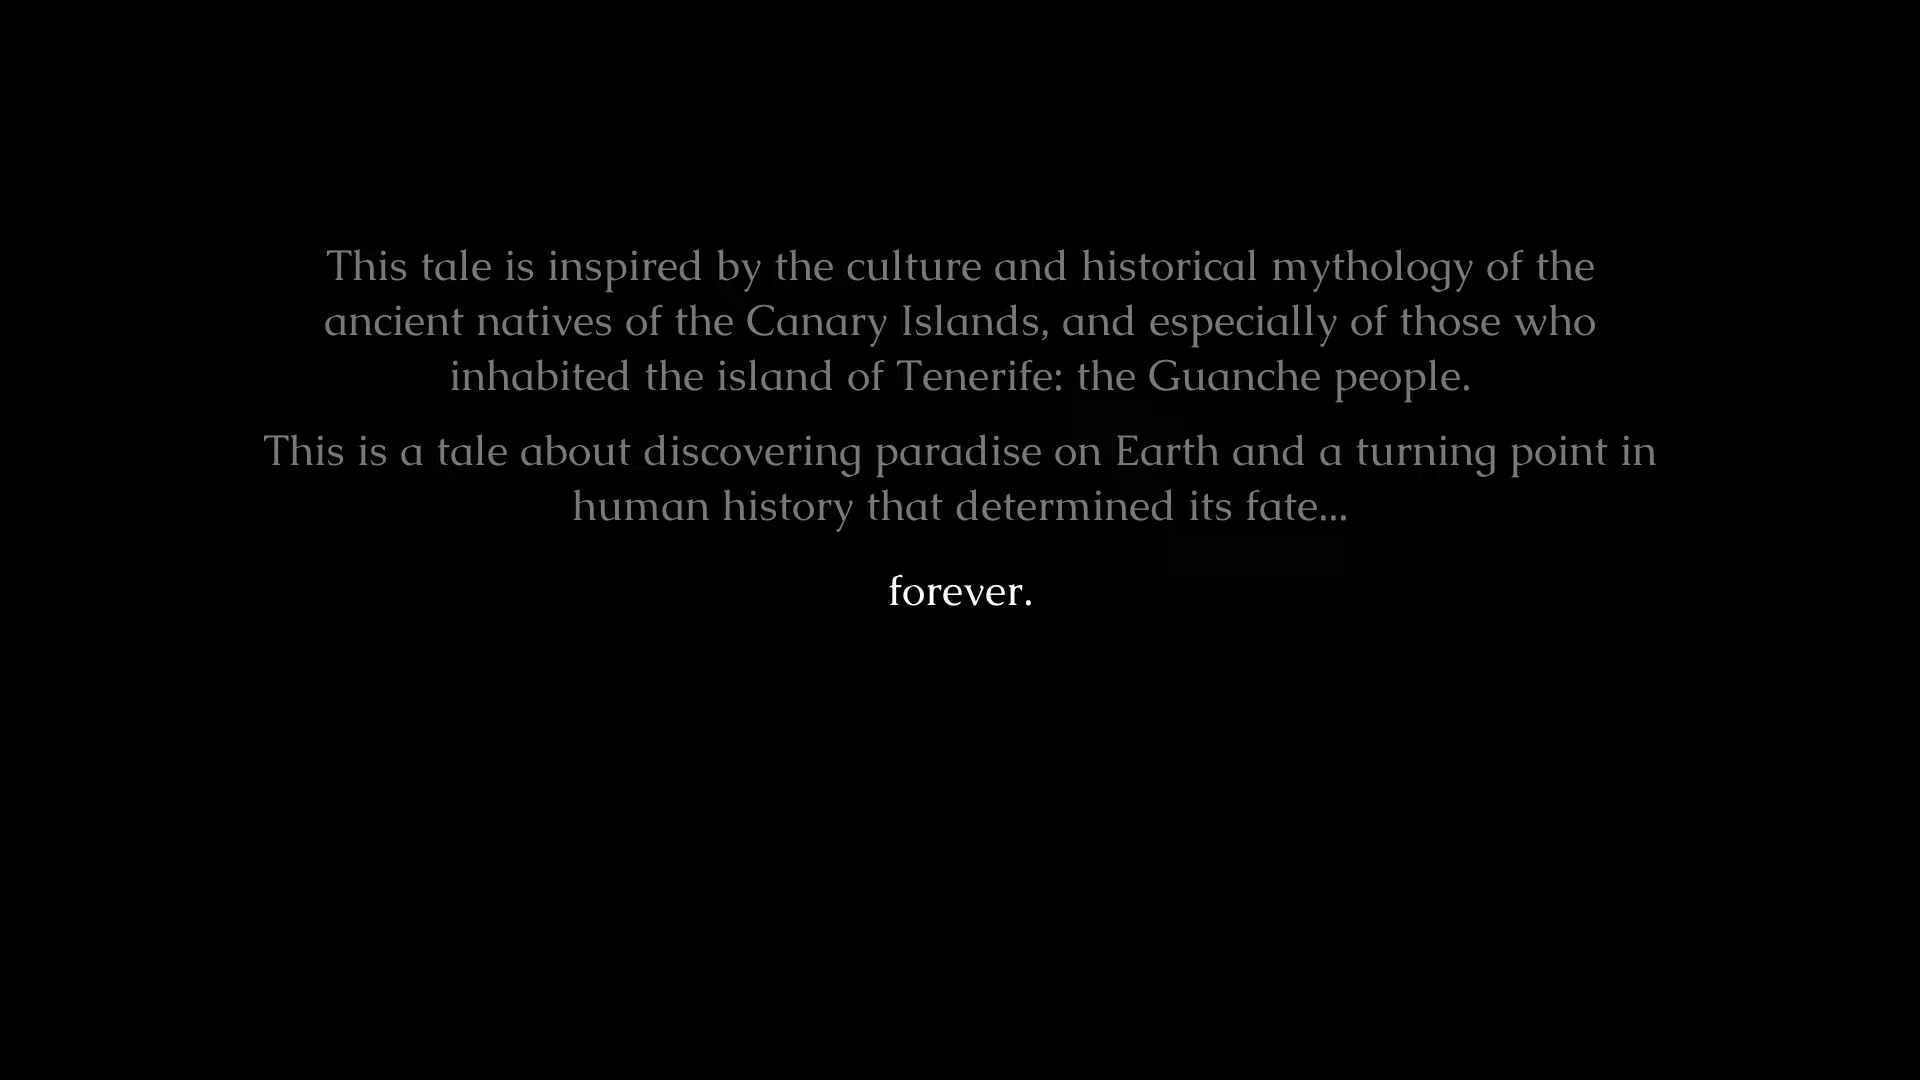 This tale is inspired by the culture and historical mythology of the
ancient natives of the Canary Islands, and especially of those who
inhabited the island of Tenerife: the Guanche people.
This is a tale about discovering paradise on Earth and a turning point in
human history that determined its fate...
forever.